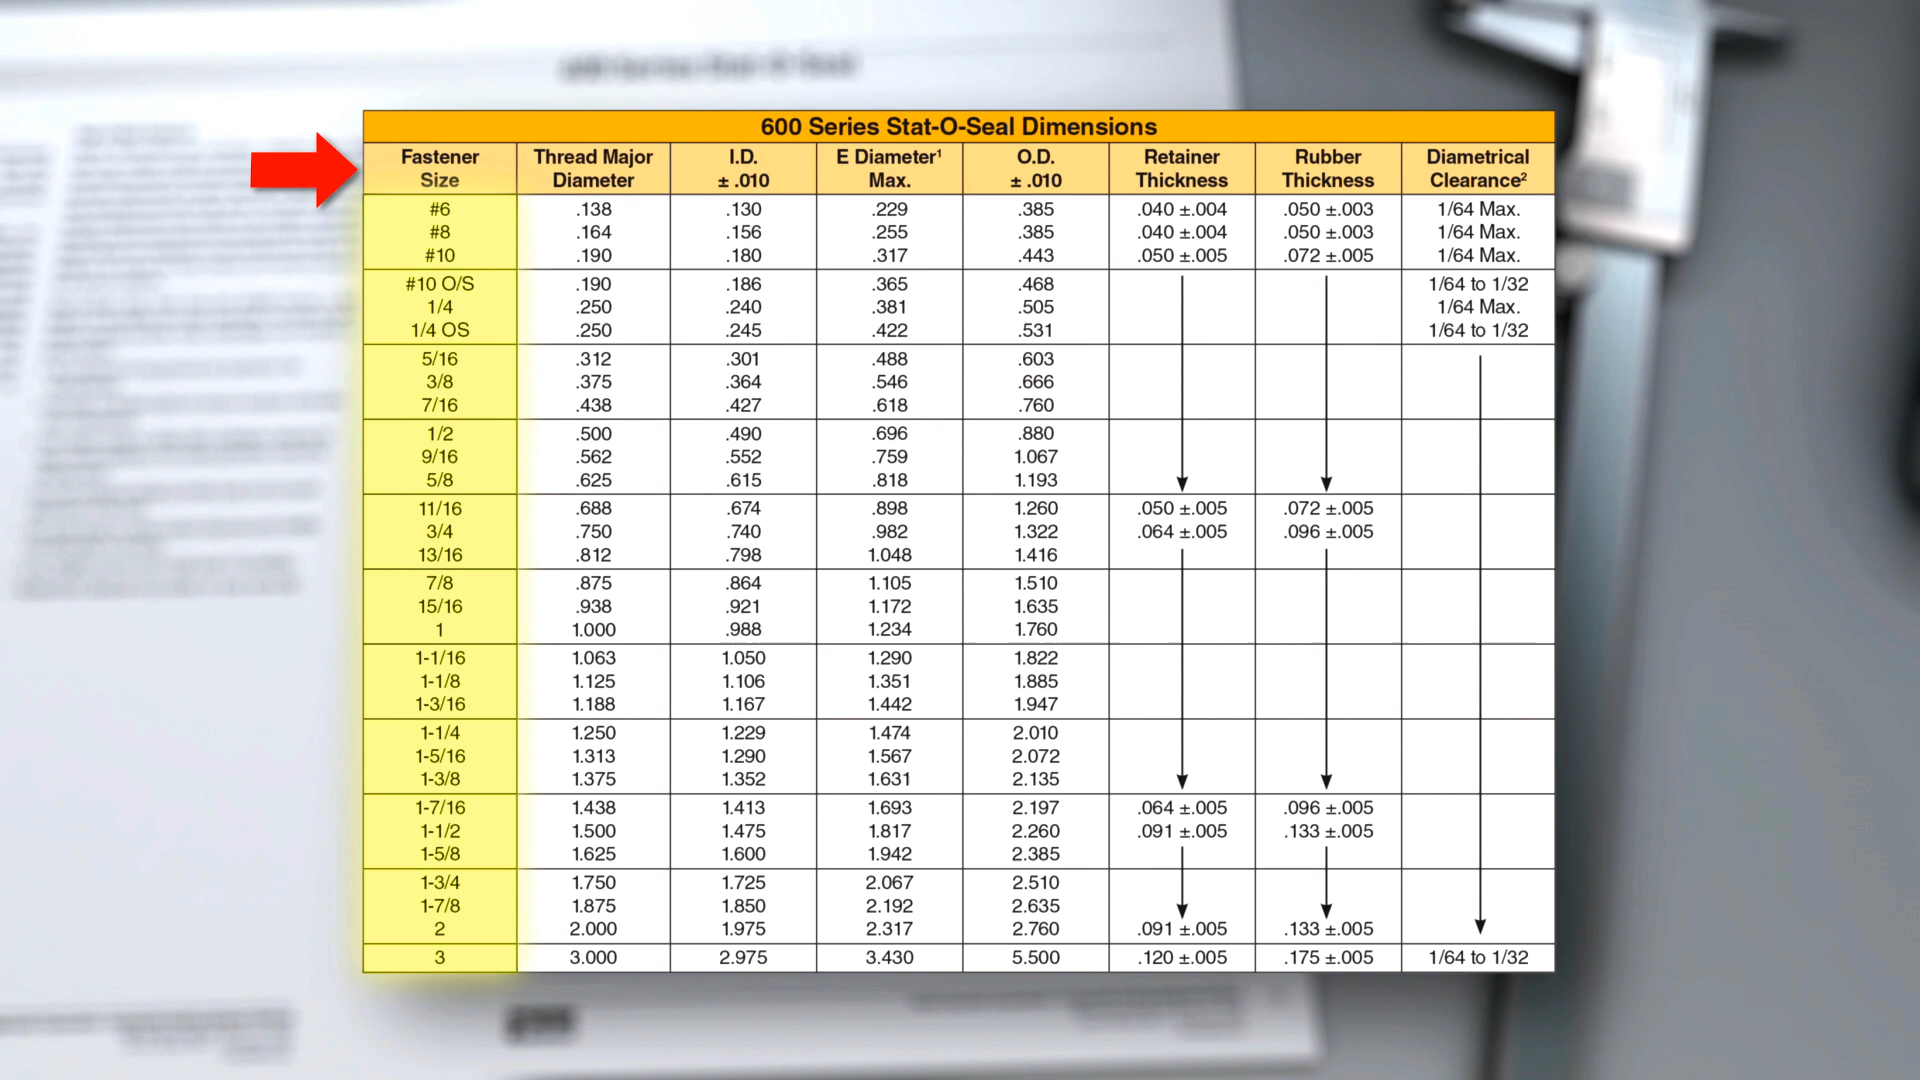 600 Series Stat-O-Seal Dimensions
Fastener Size Thread Major Diameter I.D. ± .010 E Diameter¹ Max. O.D. ± .010 Retainer Thickness Rubber Thickness Diametrical Clearance²
#6 .138 .130 .229 .385 .040 ±.004 .050 ±.003 1/64 Max.
#8 .164 .156 .255 .385 .040 ±.004 .050 ±.003 1/64 Max.
#10 .190 .180 .317 .443 .050 ±.005 .072 ±.005 1/64 Max.
#10 O/S .190 .186 .365 .468 1/64 to 1/32
1/4 .250 .240 .381 .505 1/64 Max.
1/4 OS .250 .245 .422 .531 1/64 to 1/32
5/16 .312 .301 .488 .603
3/8 .375 .364 .546 .666
7/16 .438 .427 .618 .760
1/2 .500 .490 .696 .880
9/16 .562 .552 .759 1.067
5/8 .625 .615 .818 1.193
11/16 .688 .674 .898 1.260 .050 ±.005 .072 ±.005
3/4 .750 .740 .982 1.322 .064 ±.005 .096 ±.005
13/16 .812 .798 1.048 1.416
7/8 .875 .864 1.105 1.510
15/16 .938 .921 1.172 1.635
1 1.000 .988 1.234 1.760
1-1/16 1.063 1.050 1.290 1.822
1-1/8 1.125 1.106 1.351 1.885
1-3/16 1.188 1.167 1.442 1.947
1-1/4 1.250 1.229 1.474 2.010
1-5/16 1.313 1.290 1.567 2.072
1-3/8 1.375 1.352 1.631 2.135
1-7/16 1.438 1.413 1.693 2.197 .064 ±.005 .096 ±.005
1-1/2 1.500 1.475 1.817 2.260 .091 ±.005 .133 ±.005
1-5/8 1.625 1.600 1.942 2.385
1-3/4 1.750 1.725 2.067 2.510
1-7/8 1.875 1.850 2.192 2.635
2 2.000 1.975 2.317 2.760 .091 ±.005 .133 ±.005
3 3.000 2.975 3.430 5.500 .120 ±.005 .175 ±.005 1/64 to 1/32